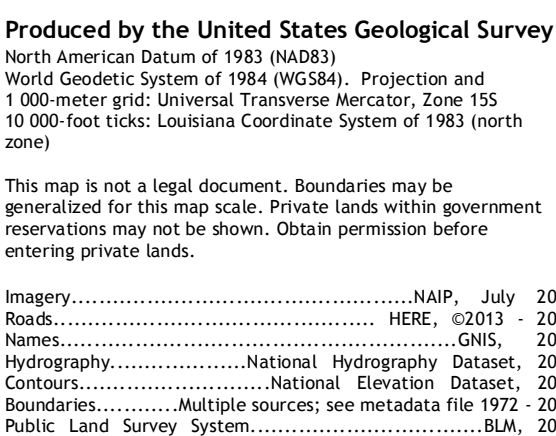 Produced by the United States Geological Survey
North American Datum of 1983 (NAD83)
World Geodetic System of 1984 (WGS84). Projection and
1 000-meter grid: Universal Transverse Mercator, Zone 15S
10 000-foot ticks: Louisiana Coordinate System of 1983 (north
zone)
This map is not a legal document. Boundaries may be
generalized for this map scale. Private lands within government
reservations may not be shown. Obtain permission before
entering private lands.
Imagery..............................................NAIP, July 20
Roads........................................... HERE, ©2013 - 20
Names.....................................................GNIS, 20
Hydrography...................National Hydrography Dataset, 20
Contours...........................National Elevation Dataset, 20
Boundaries............Multiple sources; see metadata file 1972 - 20
Public Land Survey System.................................BLM, 20